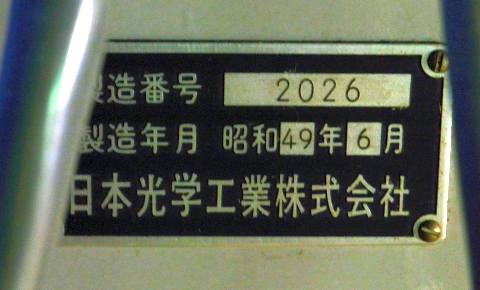 製造番号 2026
製造年月 昭和49年6月
日本光学工業株式会社